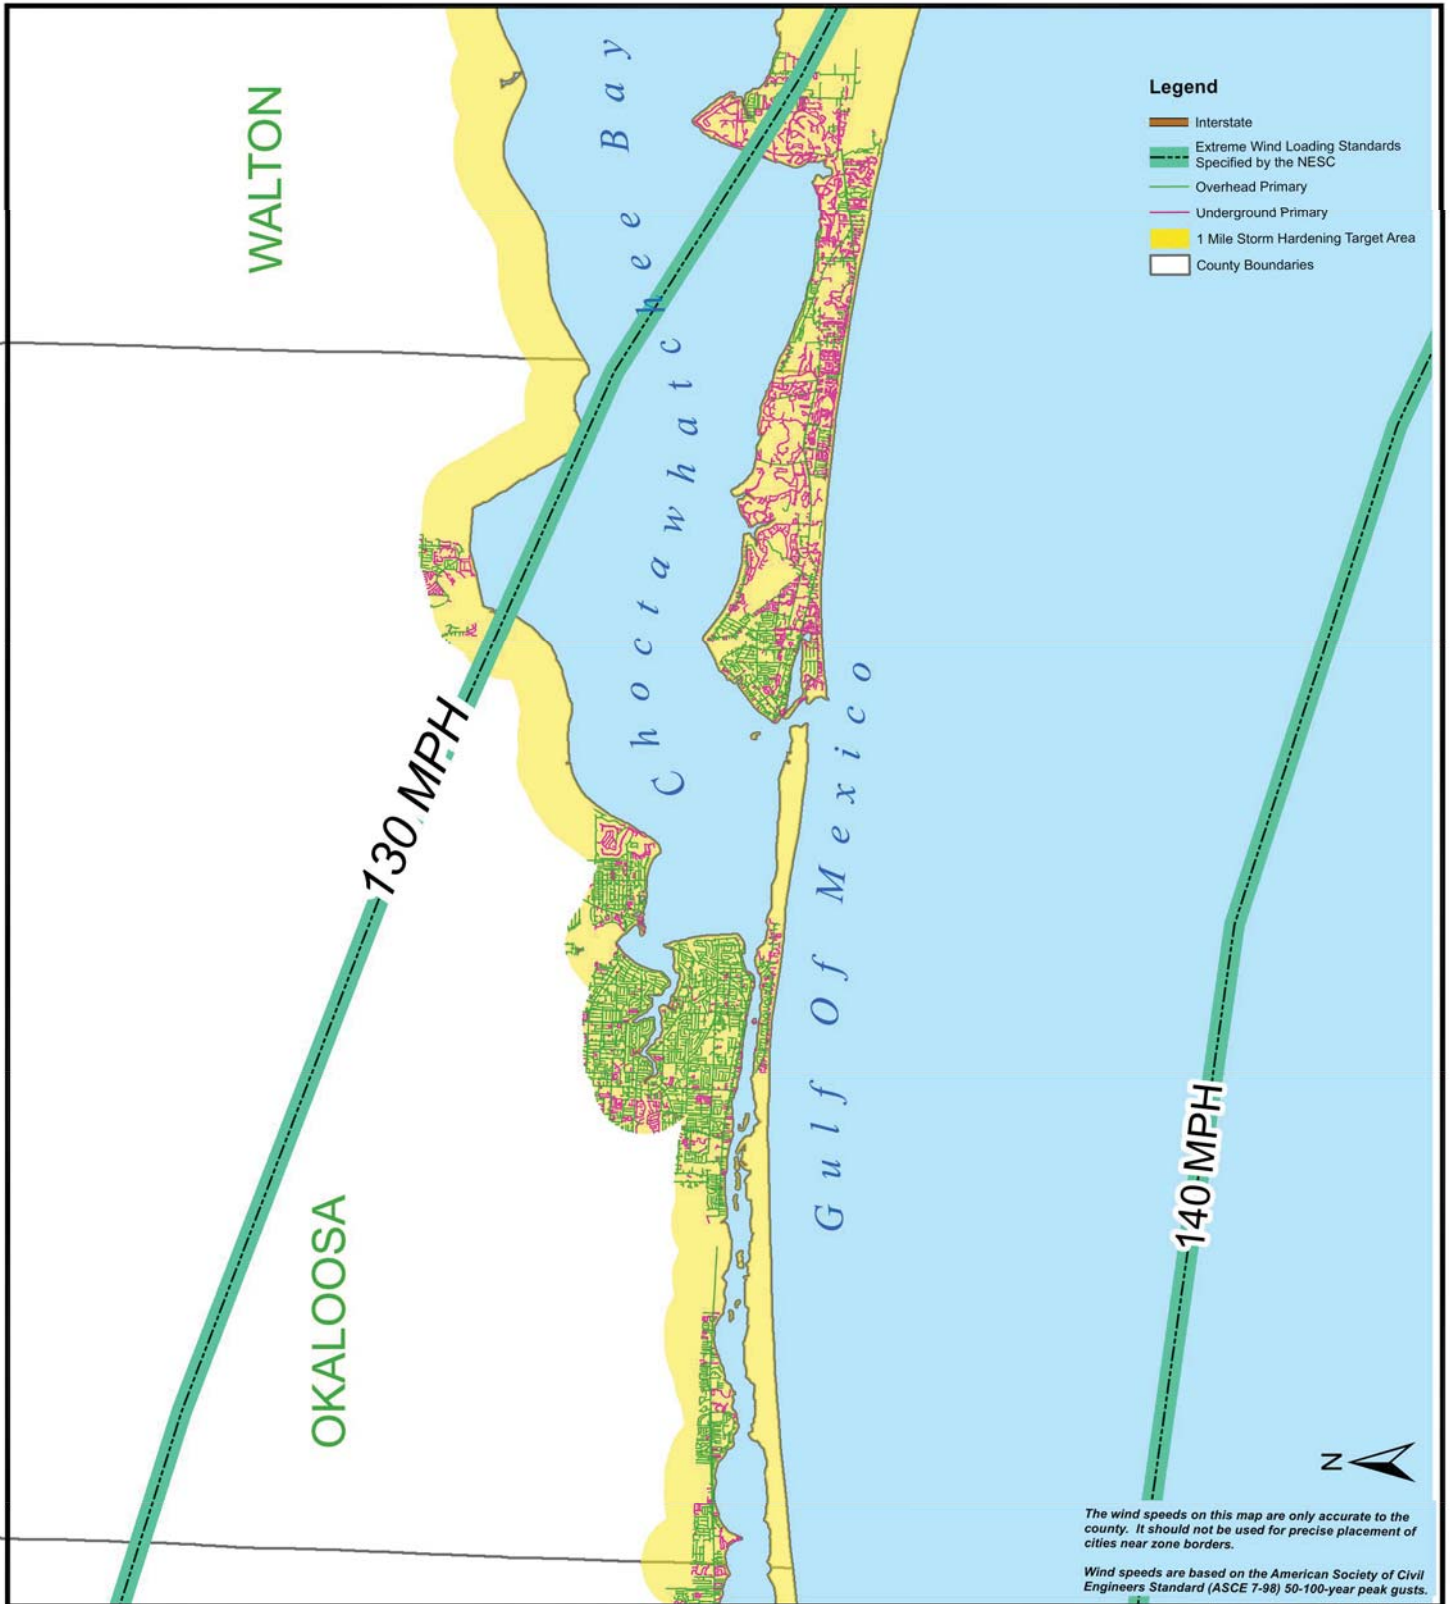 WALTON
OKALOOSA
Choctawhatchee Bay
Gulf Of Mexico
130 MPH
140 MPH
Legend
Interstate
Extreme Wind Loading Standards
Specified by the NESC
Overhead Primary
Underground Primary
1 Mile Storm Hardening Target Area
County Boundaries
N
The wind speeds on this map are only accurate to the
county. It should not be used for precise placement of
cities near zone borders.
Wind speeds are based on the American Society of Civil
Engineers Standard (ASCE 7-98) 50-100-year peak gusts.